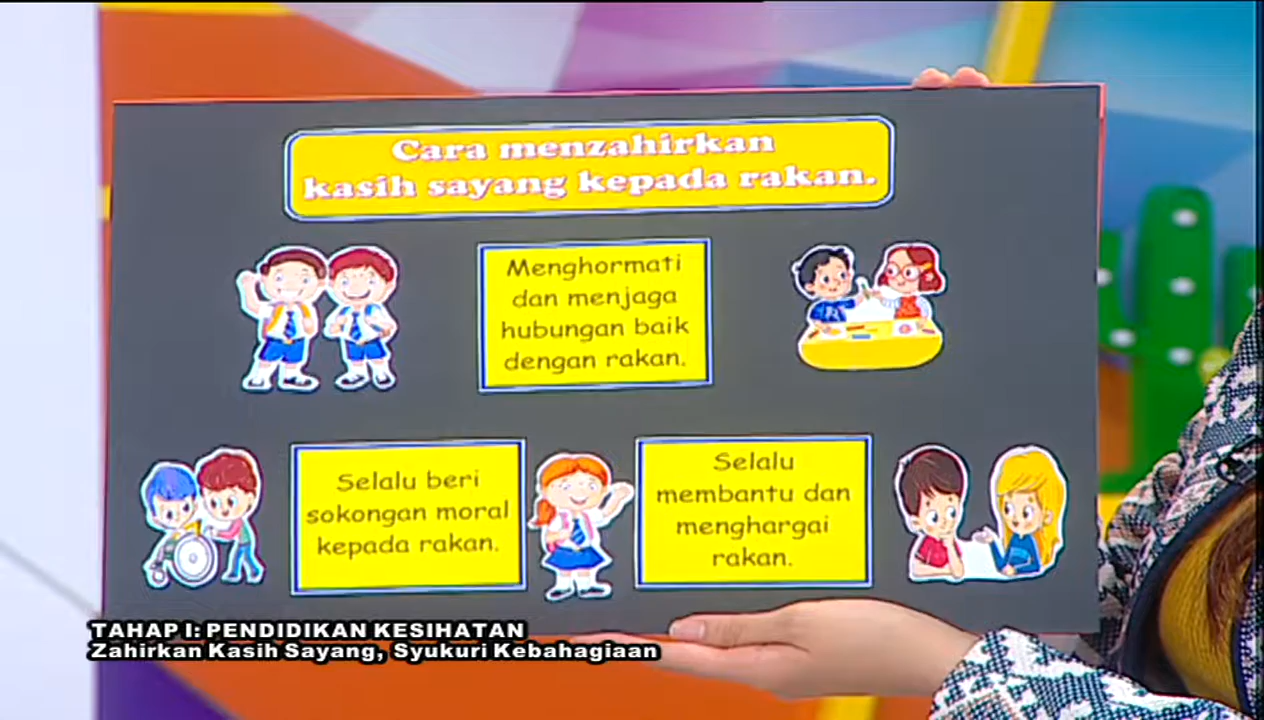 Cara menzahirkan
kasih sayang kepada rakan.
Menghormati
dan menjaga
hubungan baik
dengan rakan.
Selalu beri
sokongan moral
kepada rakan.
Selalu
membantu dan
menghargai
rakan.
TAHAP I: PENDIDIKAN KESIHATAN
Zahirkan Kasih Sayang, Syukuri Kebahagiaan